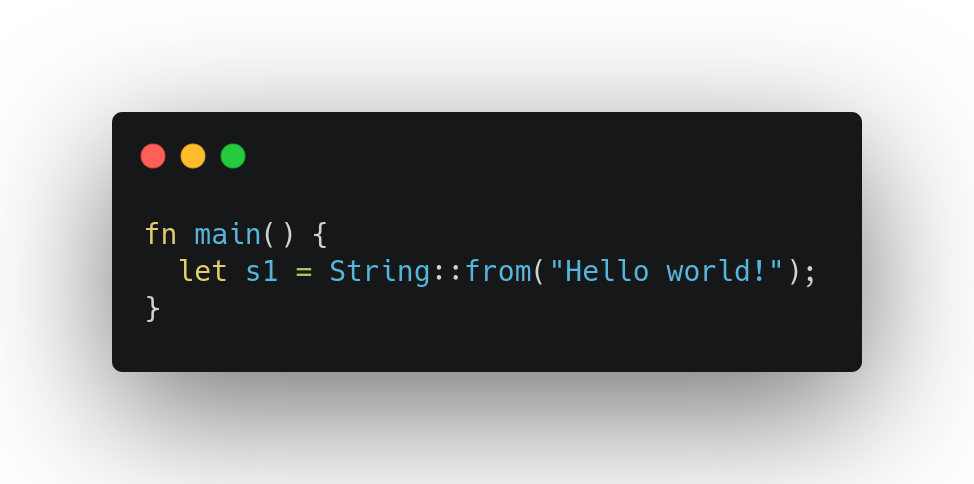 fn main() {
  let s1 = String::from("Hello world!");
}